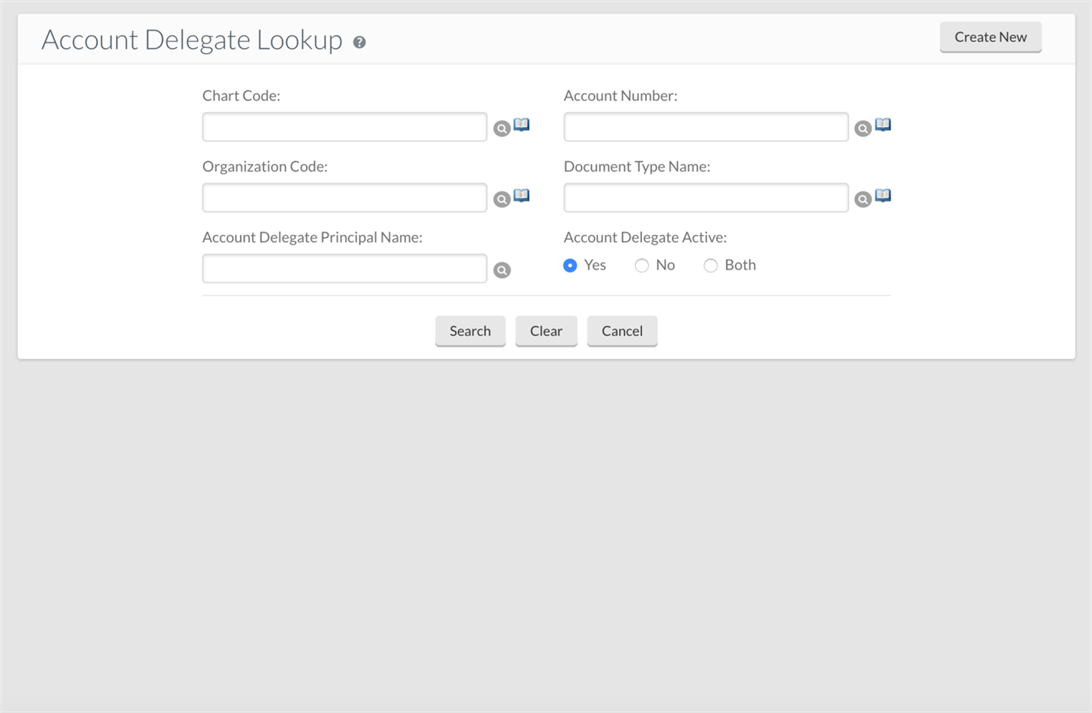 Account Delegate Lookup
Create New
Chart Code:
Account Number:
Organization Code:
Document Type Name:
Account Delegate Principal Name:
Account Delegate Active:
Yes No Both
Search Clear Cancel